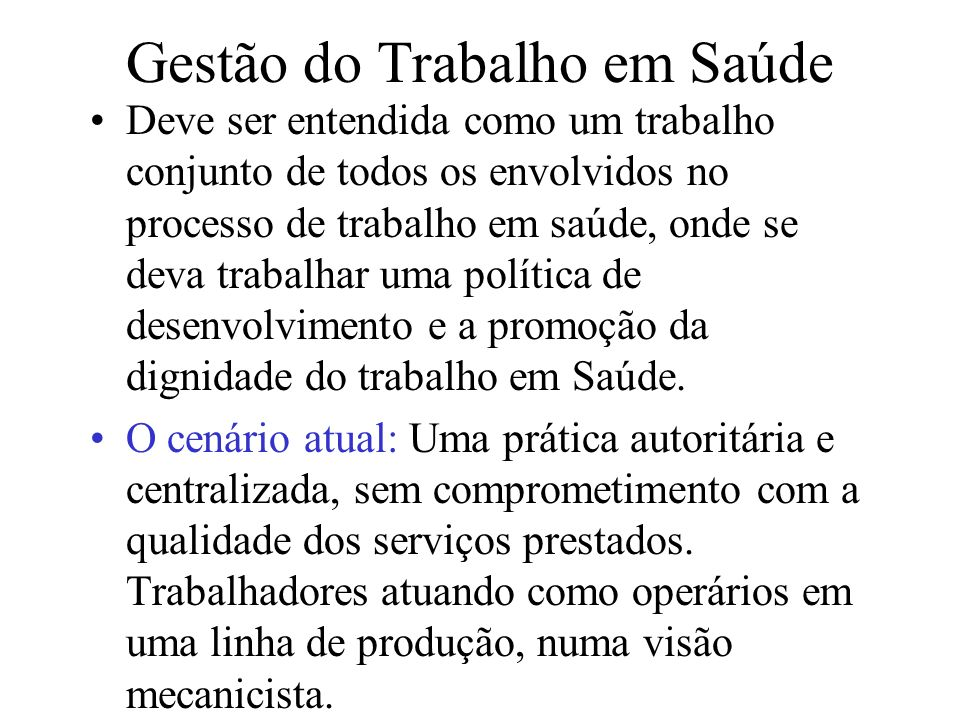 Gestão do Trabalho em Saúde
• Deve ser entendida como um trabalho
conjunto de todos os envolvidos no
processo de trabalho em saúde, onde se
deva trabalhar uma política de
desenvolvimento e a promoção da
dignidade do trabalho em Saúde.
• O cenário atual: Uma prática autoritária e
centralizada, sem comprometimento com a
qualidade dos serviços prestados.
Trabalhadores atuando como operários em
uma linha de produção, numa visão
mecanicista.